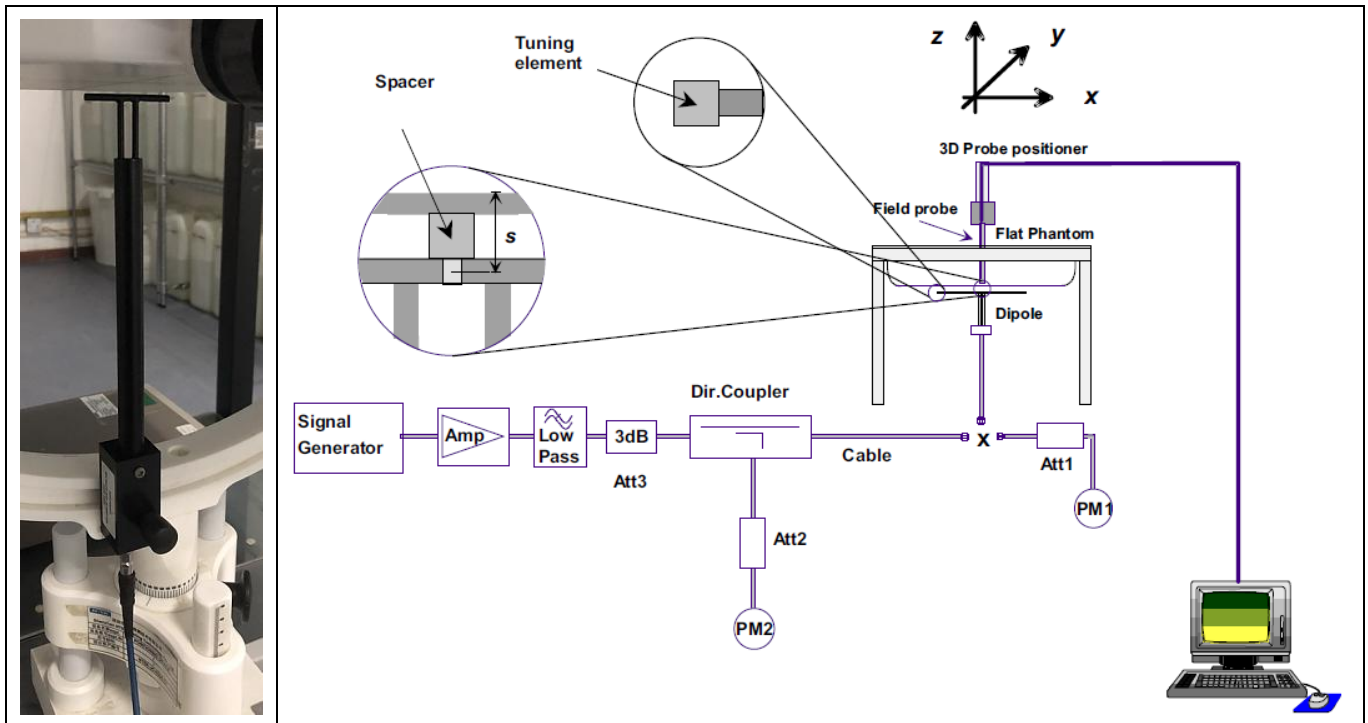 Tuning
element
Spacer
z
y
x
3D Probe positioner
Field probe
s
Flat Phantom
Dipole
Dir.Coupler
Signal
Generator
Amp
Low
Pass
3dB
Att3
Cable
x
Att1
PM1
Att2
PM2